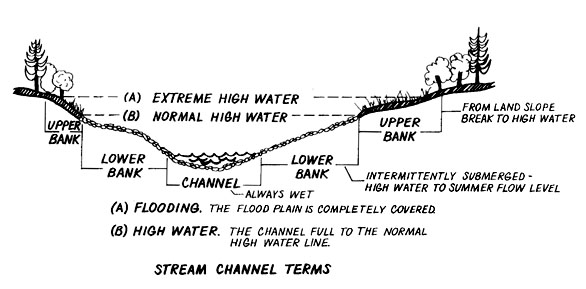 (A) EXTREME HIGH WATER
(B) NORMAL HIGH WATER
UPPER
BANK
UPPER
BANK
FROM LAND SLOPE
BREAK TO HIGH WATER
LOWER
BANK
LOWER
BANK
CHANNEL
ALWAYS WET
INTERMITTENTLY SUBMERGED-
HIGH WATER TO SUMMER FLOW LEVEL
(A) FLOODING. THE FLOOD PLAIN IS COMPLETELY COVERED.
(B) HIGH WATER. THE CHANNEL FULL TO THE NORMAL
HIGH WATER LINE.
STREAM CHANNEL TERMS